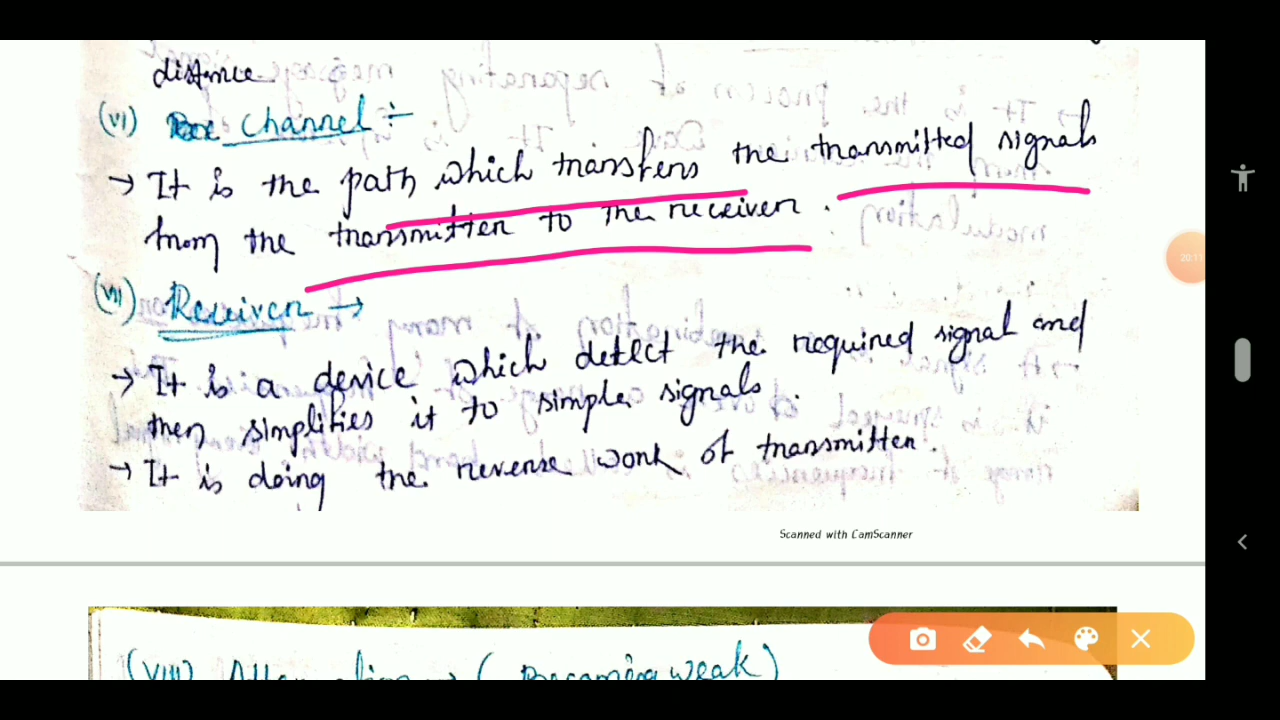 distance
(VI) Channel :-
→ It is the path which transfers the transmitted signals
from the transmitter to the receiver.
(VII) Receiver →
→ It is a device which detect the required signal and
then simplifies it to simple signals.
→ It is doing the reverse work of transmitter.
Scanned with CamScanner
(VIII) → (Becoming weak)
20:11